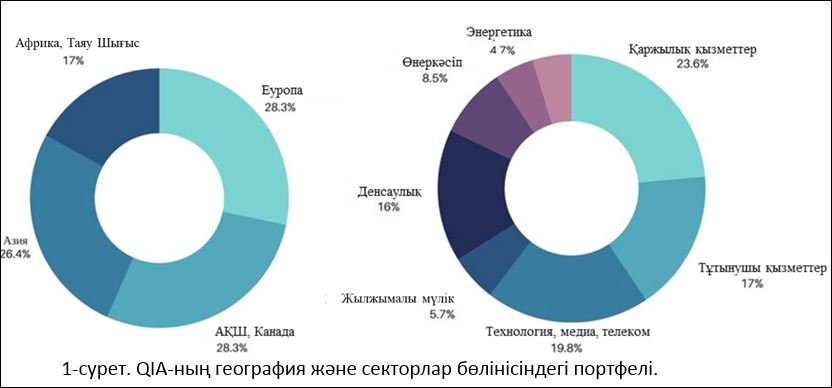 Африка, Таяу Шығыс
17%
Еуропа
28.3%
Азия
26.4%
АҚШ, Канада
28.3%
Энергетика
4.7%
Өнеркәсіп
8.5%
Қаржылық қызметтер
23.6%
Денсаулық
16%
Тұтынушы қызметтер
17%
Жылжымалы мүлік
5.7%
Технология, медиа, телеком
19.8%
1-сурет. QIA-ның география және секторлар бөлінісіндегі портфелі.